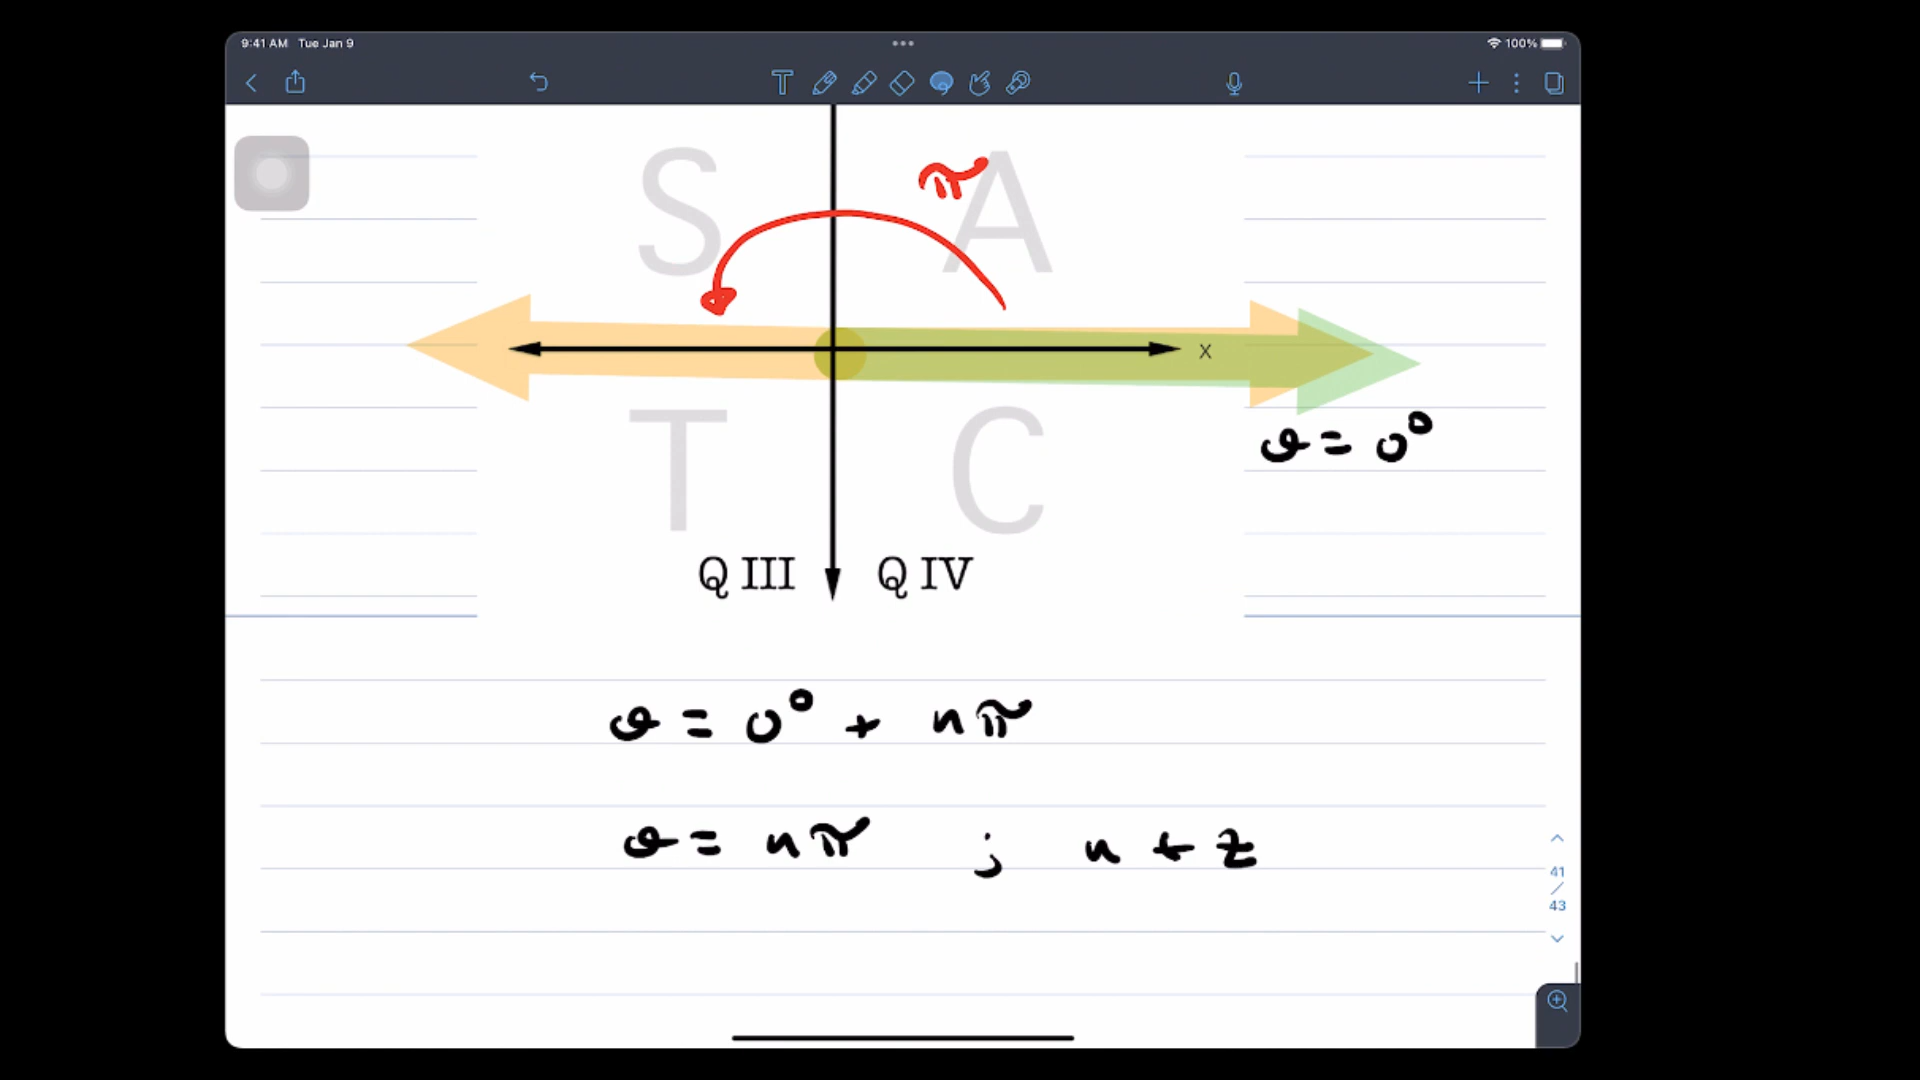 9:41 AM Tue Jan 9
100%
S A
π
x
T C
θ = 0°
Q III Q IV
θ = 0° + nπ
θ = nπ ; n ∈ Z
41
/
43